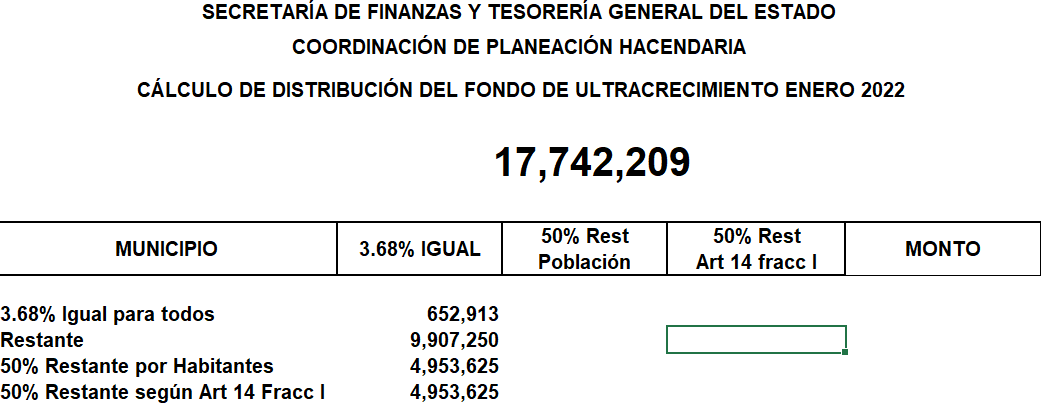 SECRETARÍA DE FINANZAS Y TESORERÍA GENERAL DEL ESTADO
COORDINACIÓN DE PLANEACIÓN HACENDARIA
CÁLCULO DE DISTRIBUCIÓN DEL FONDO DE ULTRACRECIMIENTO ENERO 2022
17,742,209
MUNICIPIO 3.68% IGUAL 50% Rest Población 50% Rest Art 14 fracc I MONTO
3.68% Igual para todos 652,913
Restante 9,907,250
50% Restante por Habitantes 4,953,625
50% Restante según Art 14 Fracc I 4,953,625